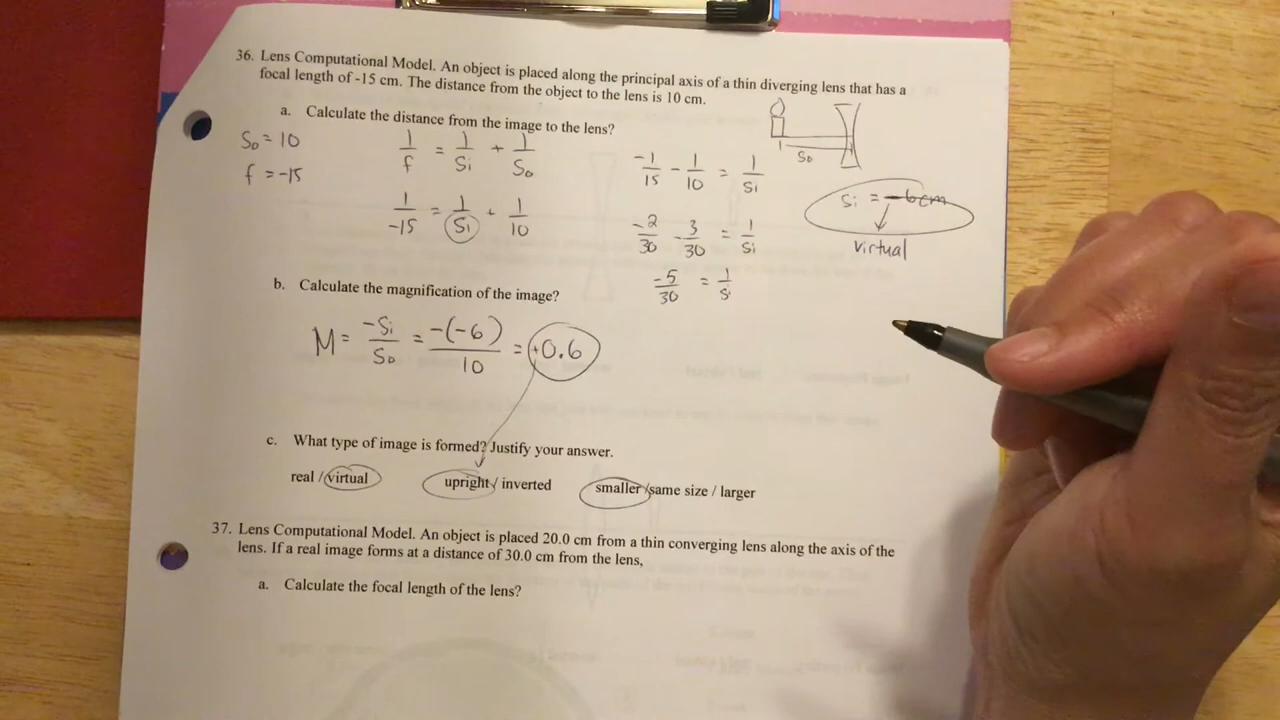 36. Lens Computational Model. An object is placed along the principal axis of a thin diverging lens that has a
focal length of -15 cm. The distance from the object to the lens is 10 cm.
a. Calculate the distance from the image to the lens?
So = 10
f = -15
1/f = 1/Si + 1/So
1/-15 = 1/Si + 1/10
-1/15 - 1/10 = 1/Si
-2/30 - 3/30 = 1/Si
-5/30 = 1/Si
So
Si = -6cm
virtual
b. Calculate the magnification of the image?
M = -Si/So = -(-6)/10 = +0.6
c. What type of image is formed? Justify your answer.
real / virtual upright / inverted smaller /same size / larger
37. Lens Computational Model. An object is placed 20.0 cm from a thin converging lens along the axis of the
lens. If a real image forms at a distance of 30.0 cm from the lens,
a. Calculate the focal length of the lens?